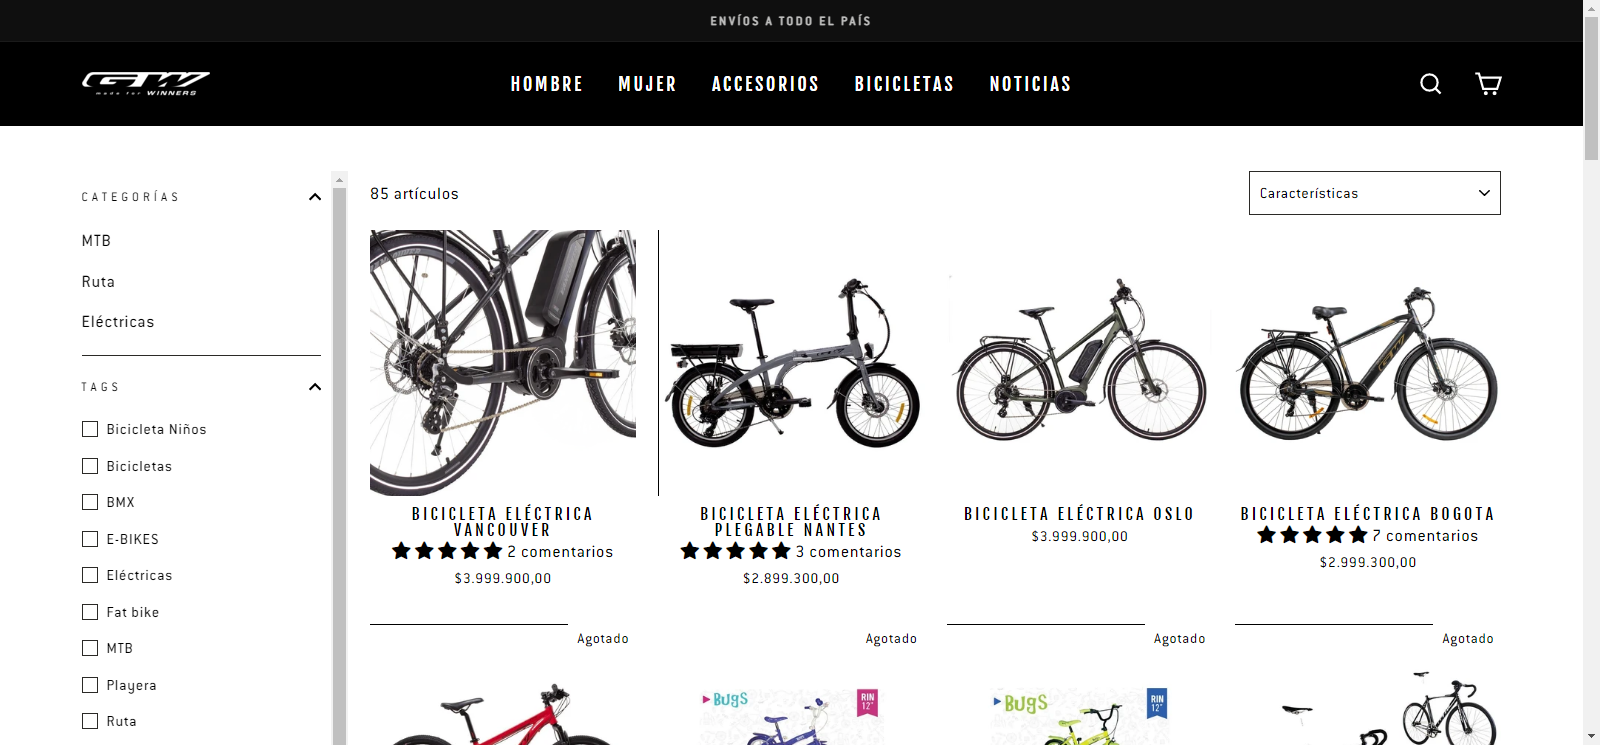 ENVÍOS A TODO EL PAÍS
GW
made for WINNERS
HOMBRE
MUJER
ACCESORIOS
BICICLETAS
NOTICIAS
CATEGORÍAS
MTB
Ruta
Eléctricas
TAGS
Bicicleta Niños
Bicicletas
BMX
E-BIKES
Eléctricas
Fat bike
MTB
Playera
Ruta
85 artículos
Características
BICICLETA ELÉCTRICA
VANCOUVER
2 comentarios
$3.999.900,00
BICICLETA ELÉCTRICA
PLEGABLE NANTES
3 comentarios
$2.899.300,00
BICICLETA ELÉCTRICA OSLO
$3.999.900,00
BICICLETA ELÉCTRICA BOGOTA
7 comentarios
$2.999.300,00
Agotado
Agotado
BUGS
RIN
12"
Agotado
BUGS
RIN
12"
Agotado